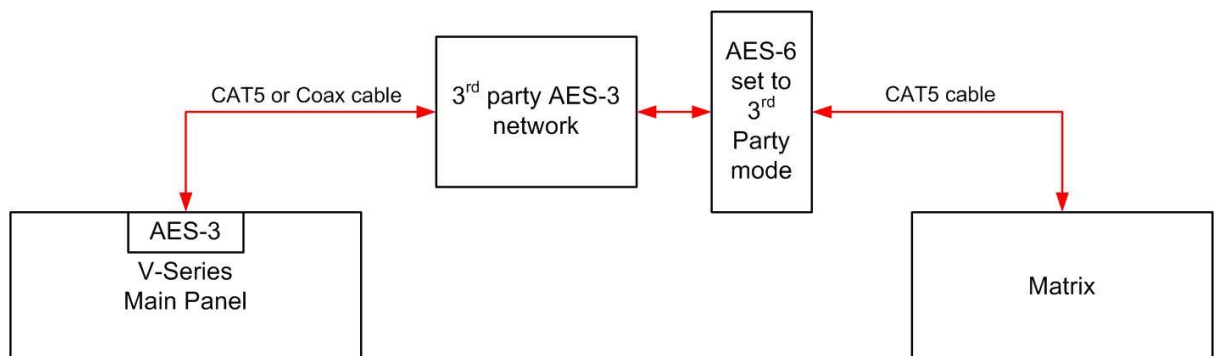 CAT5 or Coax cable
3rd party AES-3
network
AES-6
set to
3rd
Party
mode
CAT5 cable
AES-3
V-Series
Main Panel
Matrix